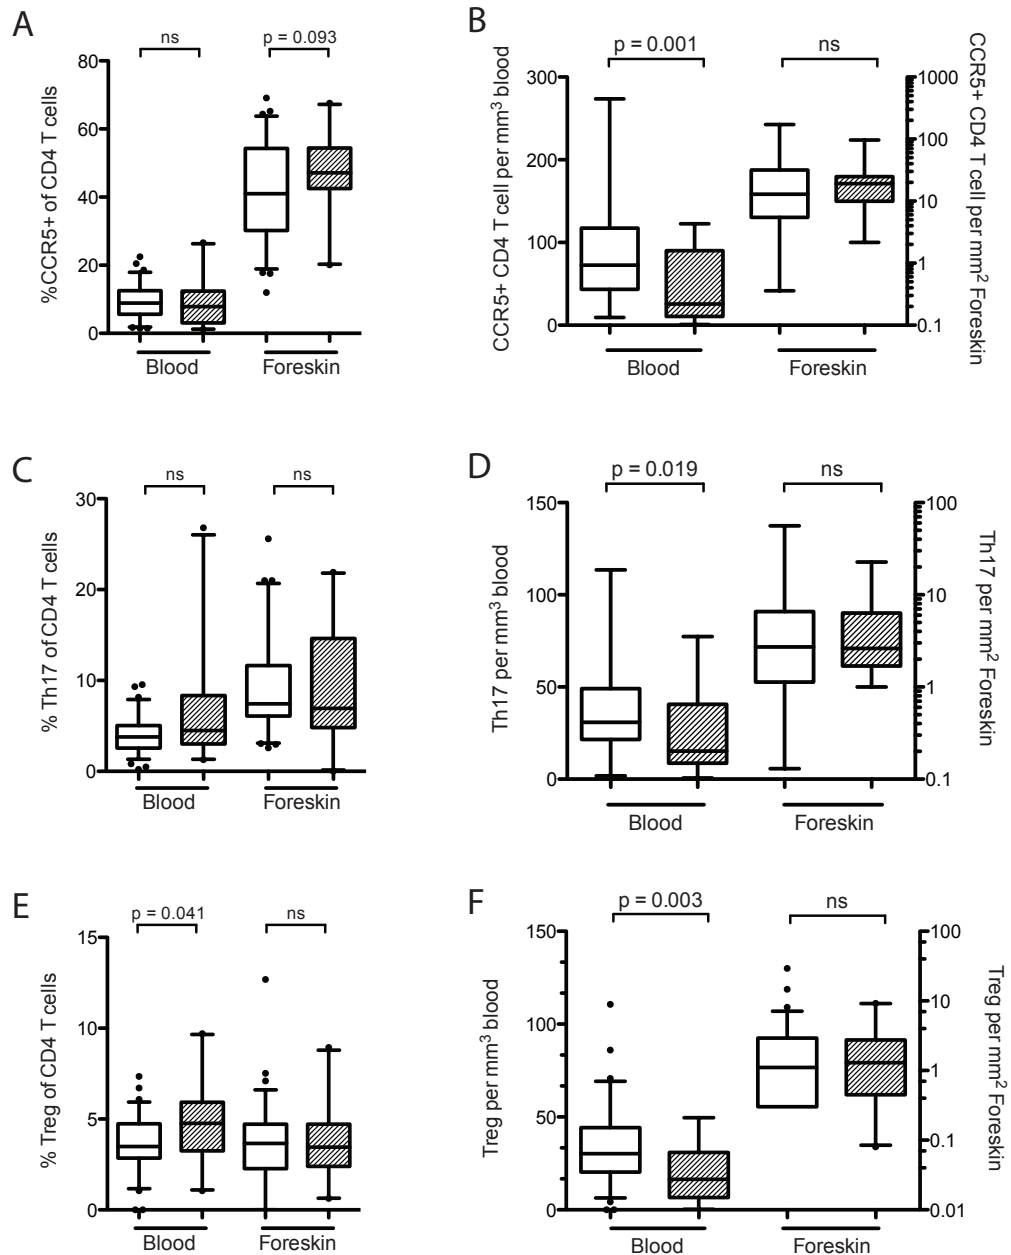 A
ns
p = 0.093
80
60
40
20
0
%CCR5+ of CD4 T cells
Blood
Foreskin
B
p = 0.001
ns
300
200
100
0
CCR5+ CD4 T cell per mm3 blood
1000
100
10
1
0.1
CCR5+ CD4 T cell per mm2 Foreskin
Blood
Foreskin
C
ns
ns
30
20
10
0
% Th17 of CD4 T cells
Blood
Foreskin
D
p = 0.019
ns
150
100
50
0
Th17 per mm3 blood
100
10
1
0.1
Th17 per mm2 Foreskin
Blood
Foreskin
E
p = 0.041
ns
15
10
5
0
% Treg of CD4 T cells
Blood
Foreskin
F
p = 0.003
ns
150
100
50
0
Treg per mm3 blood
100
10
1
0.1
0.01
Treg per mm2 Foreskin
Blood
Foreskin